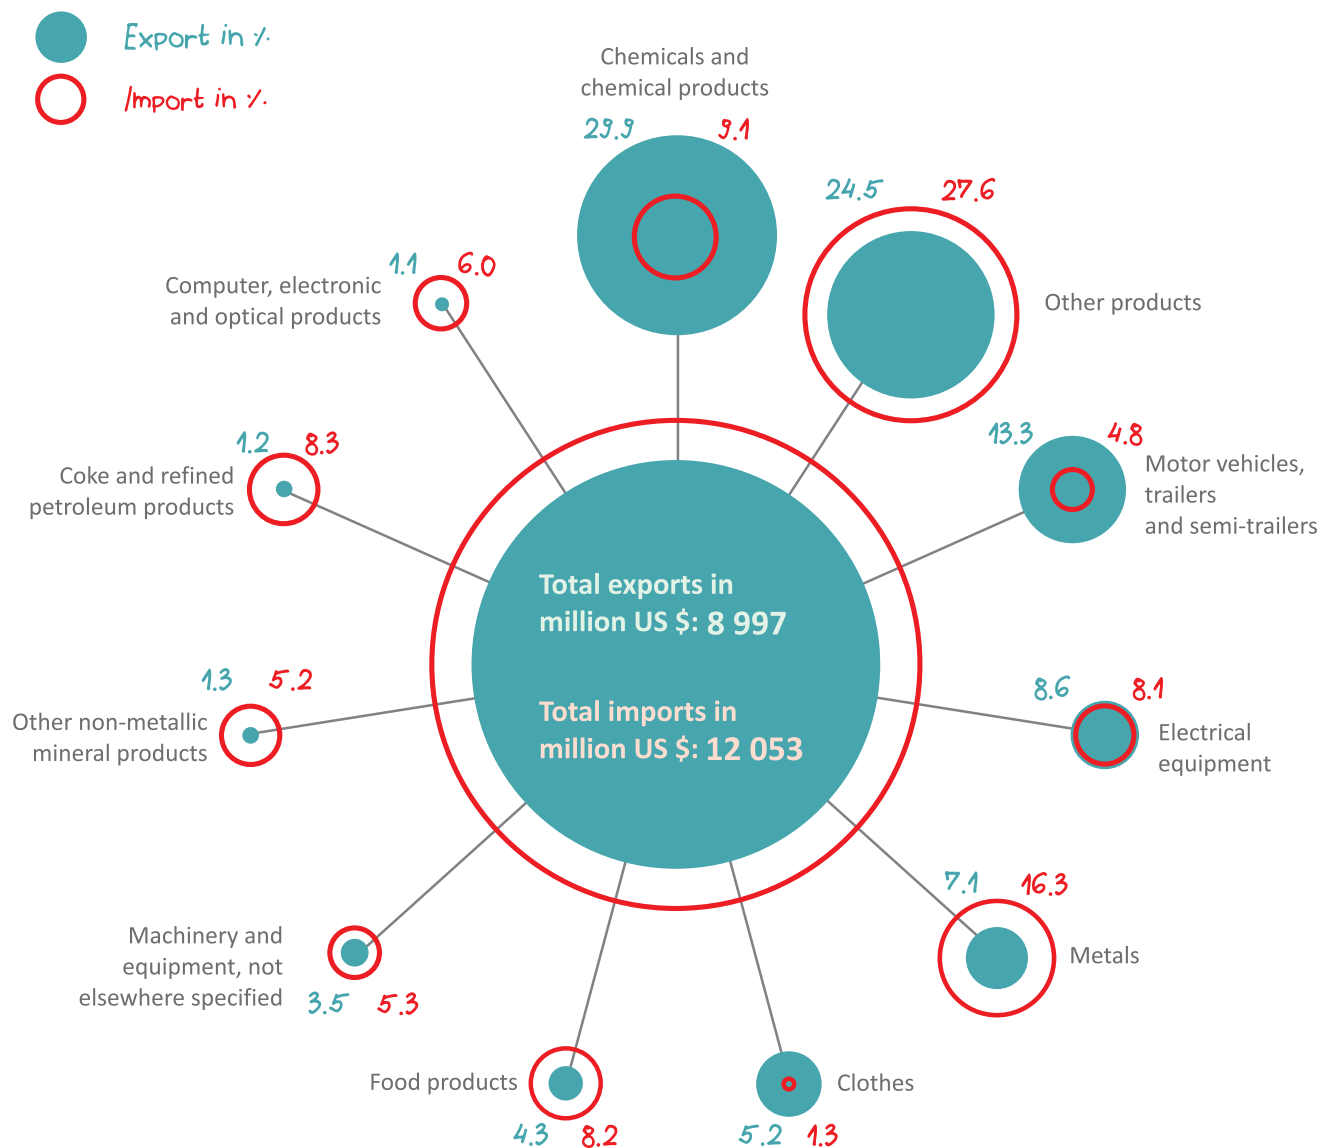 Export in %
Import in %
Chemicals and
chemical products
29.9 9.1
24.5 27.6
Other products
1.1 6.0
Computer, electronic
and optical products
13.3 4.8
Motor vehicles,
trailers
and semi-trailers
1.2 8.3
Coke and refined
petroleum products
Total exports in
million US $: 8 997
Total imports in
million US $: 12 053
1.3 5.2
Other non-metallic
mineral products
8.6 8.1
Electrical
equipment
7.1 16.3
Metals
Machinery and
equipment, not
elsewhere specified
3.5 5.3
Food products
4.3 8.2
Clothes
5.2 1.3